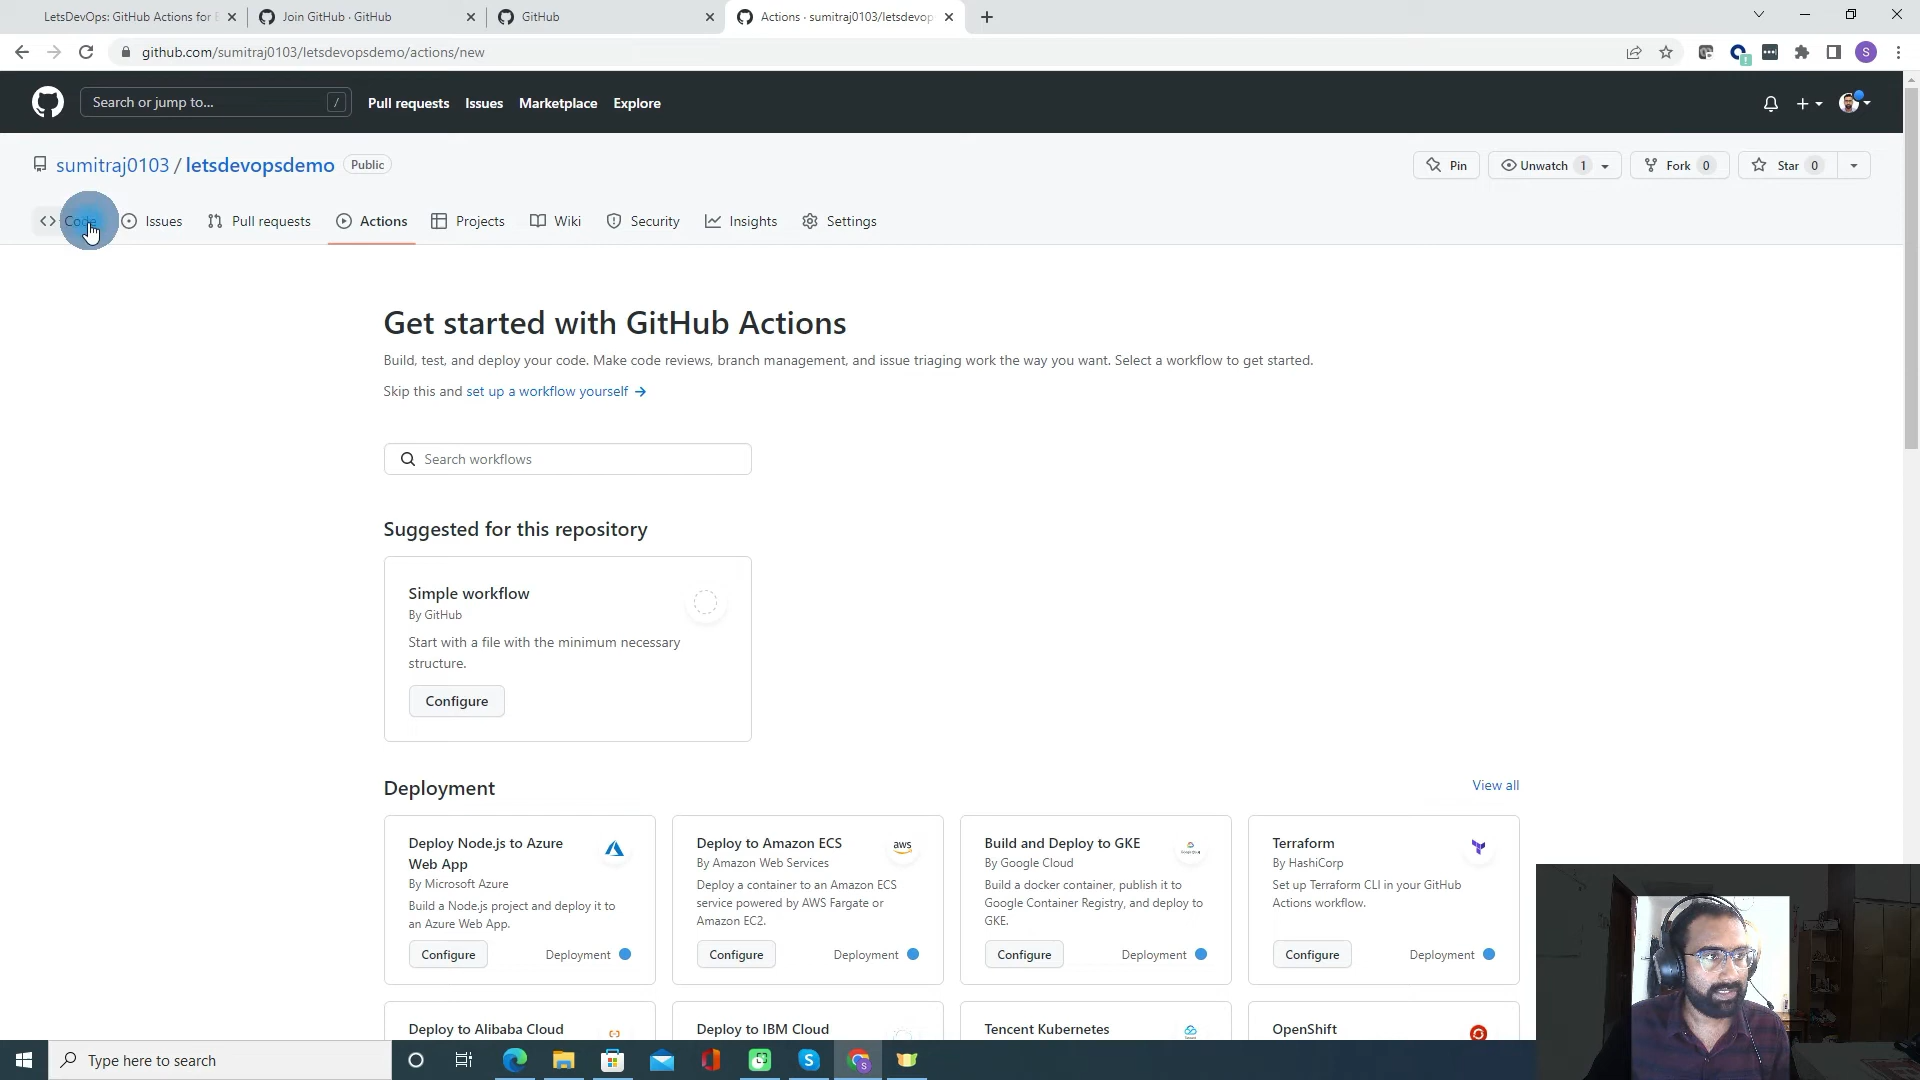 LetsDevOps: GitHub Actions for
Join GitHub · GitHub
GitHub
Actions · sumitraj0103/letsdevop
github.com/sumitraj0103/letsdevopsdemo/actions/new
S
Search or jump to...
/
Pull requests
Issues
Marketplace
Explore
sumitraj0103 / letsdevopsdemo
Public
Pin
Unwatch 1
Fork 0
Star 0
Code
Issues
Pull requests
Actions
Projects
Wiki
Security
Insights
Settings
Get started with GitHub Actions
Build, test, and deploy your code. Make code reviews, branch management, and issue triaging work the way you want. Select a workflow to get started.
Skip this and set up a workflow yourself →
Search workflows
Suggested for this repository
Simple workflow
By GitHub
Start with a file with the minimum necessary
structure.
Configure
Deployment
View all
Deploy Node.js to Azure
Web App
By Microsoft Azure
Build a Node.js project and deploy it to
an Azure Web App.
Configure
Deployment
Deploy to Amazon ECS
aws
By Amazon Web Services
Deploy a container to an Amazon ECS
service powered by AWS Fargate or
Amazon EC2.
Configure
Deployment
Build and Deploy to GKE
By Google Cloud
Build a docker container, publish it to
Google Container Registry, and deploy to
GKE.
Configure
Deployment
Terraform
By HashiCorp
Set up Terraform CLI in your GitHub
Actions workflow.
Configure
Deployment
Deploy to Alibaba Cloud
Deploy to IBM Cloud
Tencent Kubernetes
OpenShift
Type here to search